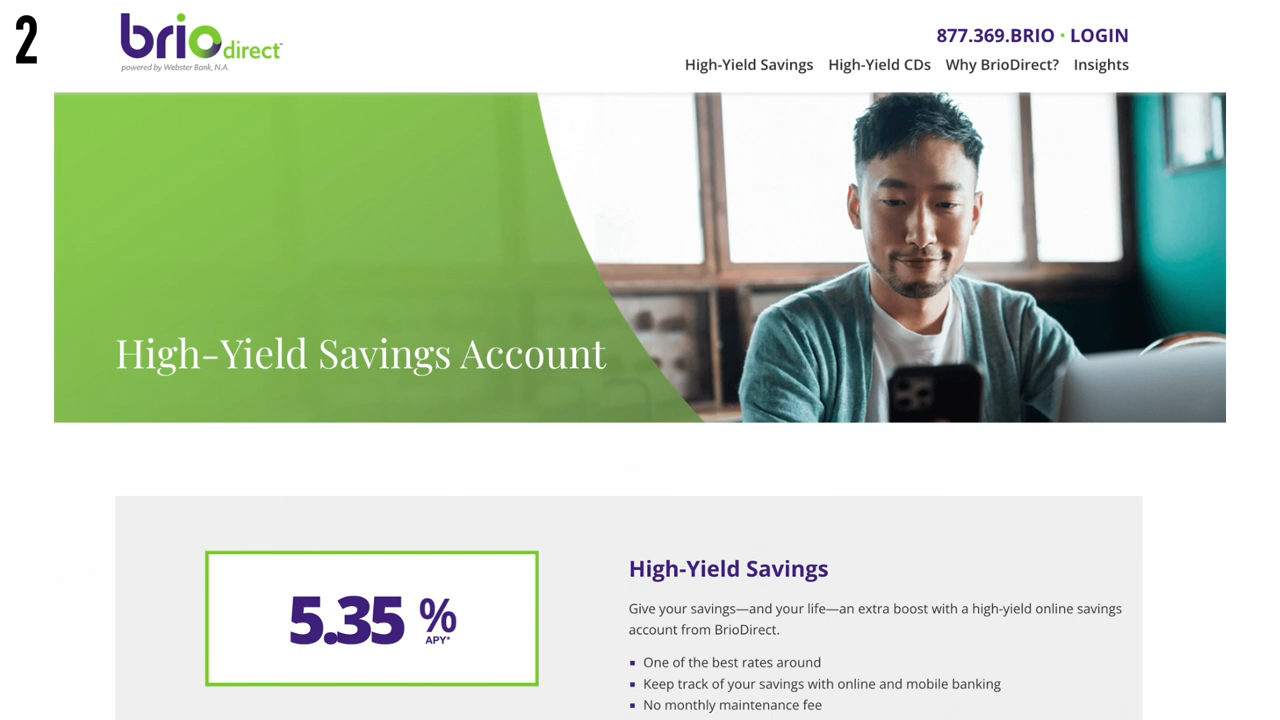 2
brio direct
powered by Webster Bank, N.A.
877.369.BRIO · LOGIN
High-Yield Savings High-Yield CDs Why BrioDirect? Insights
High-Yield Savings Account
5.35 %
APY*
High-Yield Savings
Give your savings—and your life—an extra boost with a high-yield online savings
account from BrioDirect.
▪ One of the best rates around
▪ Keep track of your savings with online and mobile banking
▪ No monthly maintenance fee